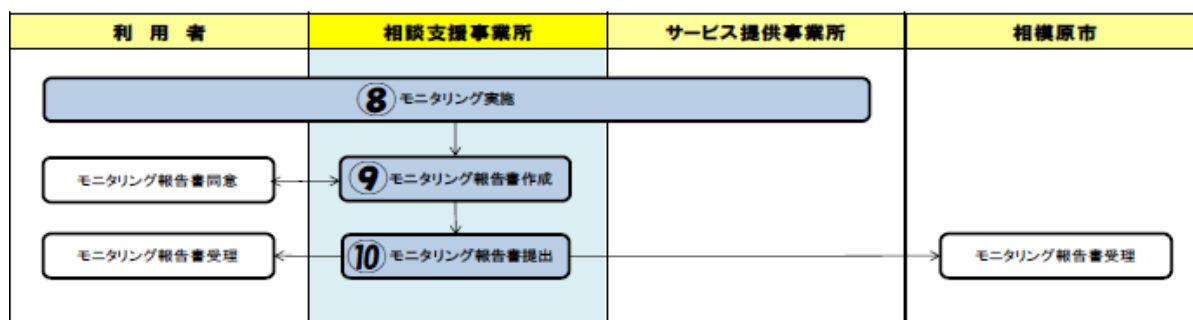 利用者
相談支援事業所
サービス提供事業所
相模原市
⑧モニタリング実施
モニタリング報告書同意
⑨モニタリング報告書作成
モニタリング報告書受理
⑩モニタリング報告書提出
モニタリング報告書受理